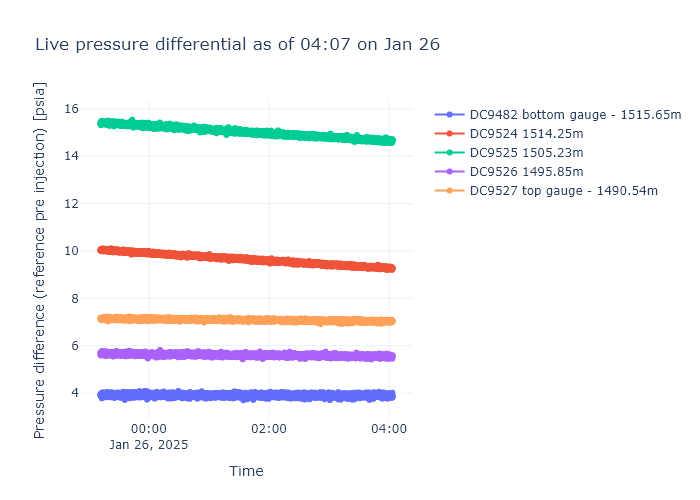 Live pressure differential as of 04:07 on Jan 26
Pressure difference (reference pre injection) [psia]
16
14
12
10
8
6
4
00:00
Jan 26, 2025
02:00
04:00
Time
DC9482 bottom gauge - 1515.65m
DC9524 1514.25m
DC9525 1505.23m
DC9526 1495.85m
DC9527 top gauge - 1490.54m